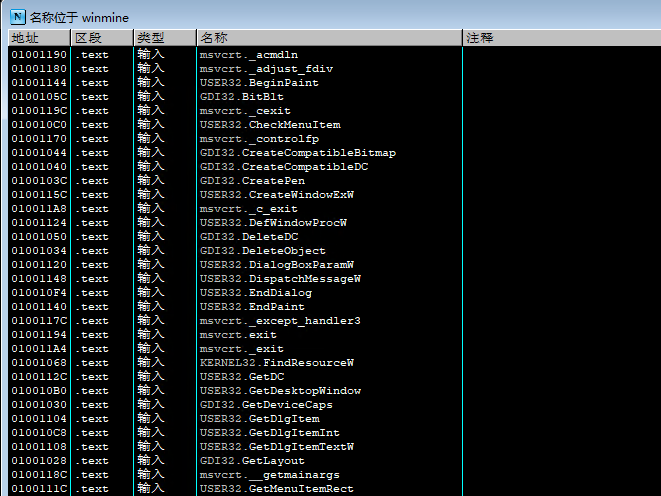 N 名称位于 winmine
地址 区段 类型 名称 注释
01001190 .text 输入 msvcrt._acmdln
010011D8 .text 输入 msvcrt._adjust_fdiv
01001144 .text 输入 USER32.BeginPaint
0100105C .text 输入 GDI32.BitBlt
0100119C .text 输入 msvcrt._cexit
010010C0 .text 输入 USER32.CheckMenuItem
01001170 .text 输入 msvcrt._controlfp
01001044 .text 输入 GDI32.CreateCompatibleBitmap
01001040 .text 输入 GDI32.CreateCompatibleDC
0100103C .text 输入 GDI32.CreatePen
0100115C .text 输入 USER32.CreateWindowExW
010011A8 .text 输入 msvcrt._c_exit
01001124 .text 输入 USER32.DefWindowProcW
01001050 .text 输入 GDI32.DeleteDC
01001034 .text 输入 GDI32.DeleteObject
01001120 .text 输入 USER32.DialogBoxParamW
01001148 .text 输入 USER32.DispatchMessageW
010010F4 .text 输入 USER32.EndDialog
01001140 .text 输入 USER32.EndPaint
0100117C .text 输入 msvcrt._except_handler3
01001194 .text 输入 msvcrt.exit
010011A4 .text 输入 msvcrt._exit
01001068 .text 输入 KERNEL32.FindResourceW
0100112C .text 输入 USER32.GetDC
010010B0 .text 输入 USER32.GetDesktopWindow
01001030 .text 输入 GDI32.GetDeviceCaps
01001104 .text 输入 USER32.GetDlgItem
010010C8 .text 输入 USER32.GetDlgItemInt
01001108 .text 输入 USER32.GetDlgItemTextW
01001028 .text 输入 GDI32.GetLayout
0100118C .text 输入 msvcrt.__getmainargs
0100111C .text 输入 USER32.GetMenuItemRect